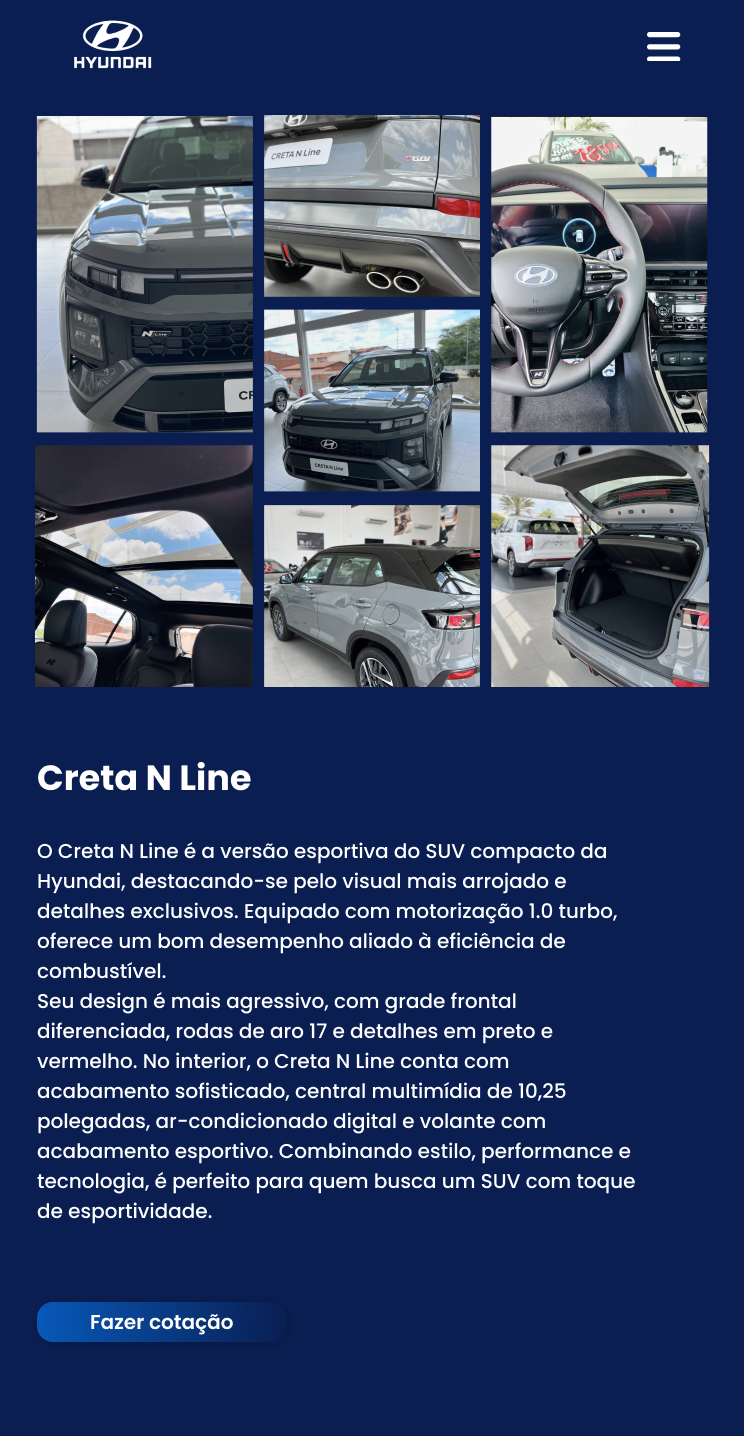 HYUNDAI
CRETA N Line
N Line
CR
CRETA N Line
Creta N Line
O Creta N Line é a versão esportiva do SUV compacto da
Hyundai, destacando-se pelo visual mais arrojado e
detalhes exclusivos. Equipado com motorização 1.0 turbo,
oferece um bom desempenho aliado à eficiência de
combustível.
Seu design é mais agressivo, com grade frontal
diferenciada, rodas de aro 17 e detalhes em preto e
vermelho. No interior, o Creta N Line conta com
acabamento sofisticado, central multimídia de 10,25
polegadas, ar-condicionado digital e volante com
acabamento esportivo. Combinando estilo, performance e
tecnologia, é perfeito para quem busca um SUV com toque
de esportividade.
Fazer cotação